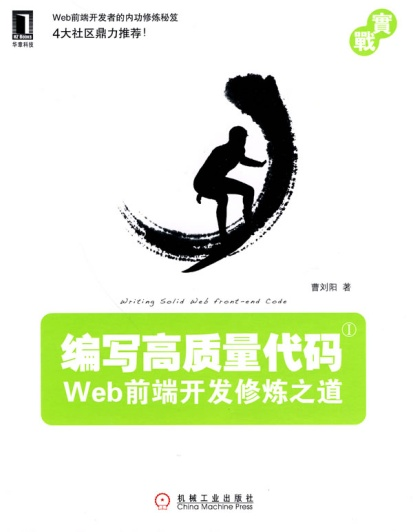 Web前端开发者的内功修炼秘笈
4大社区鼎力推荐！
實戰
HZ BOOKS
华章科技
曹刘阳 著
Writing Solid Web front-end Code
编写高质量代码①
Web前端开发修炼之道
机械工业出版社
China Machine Press